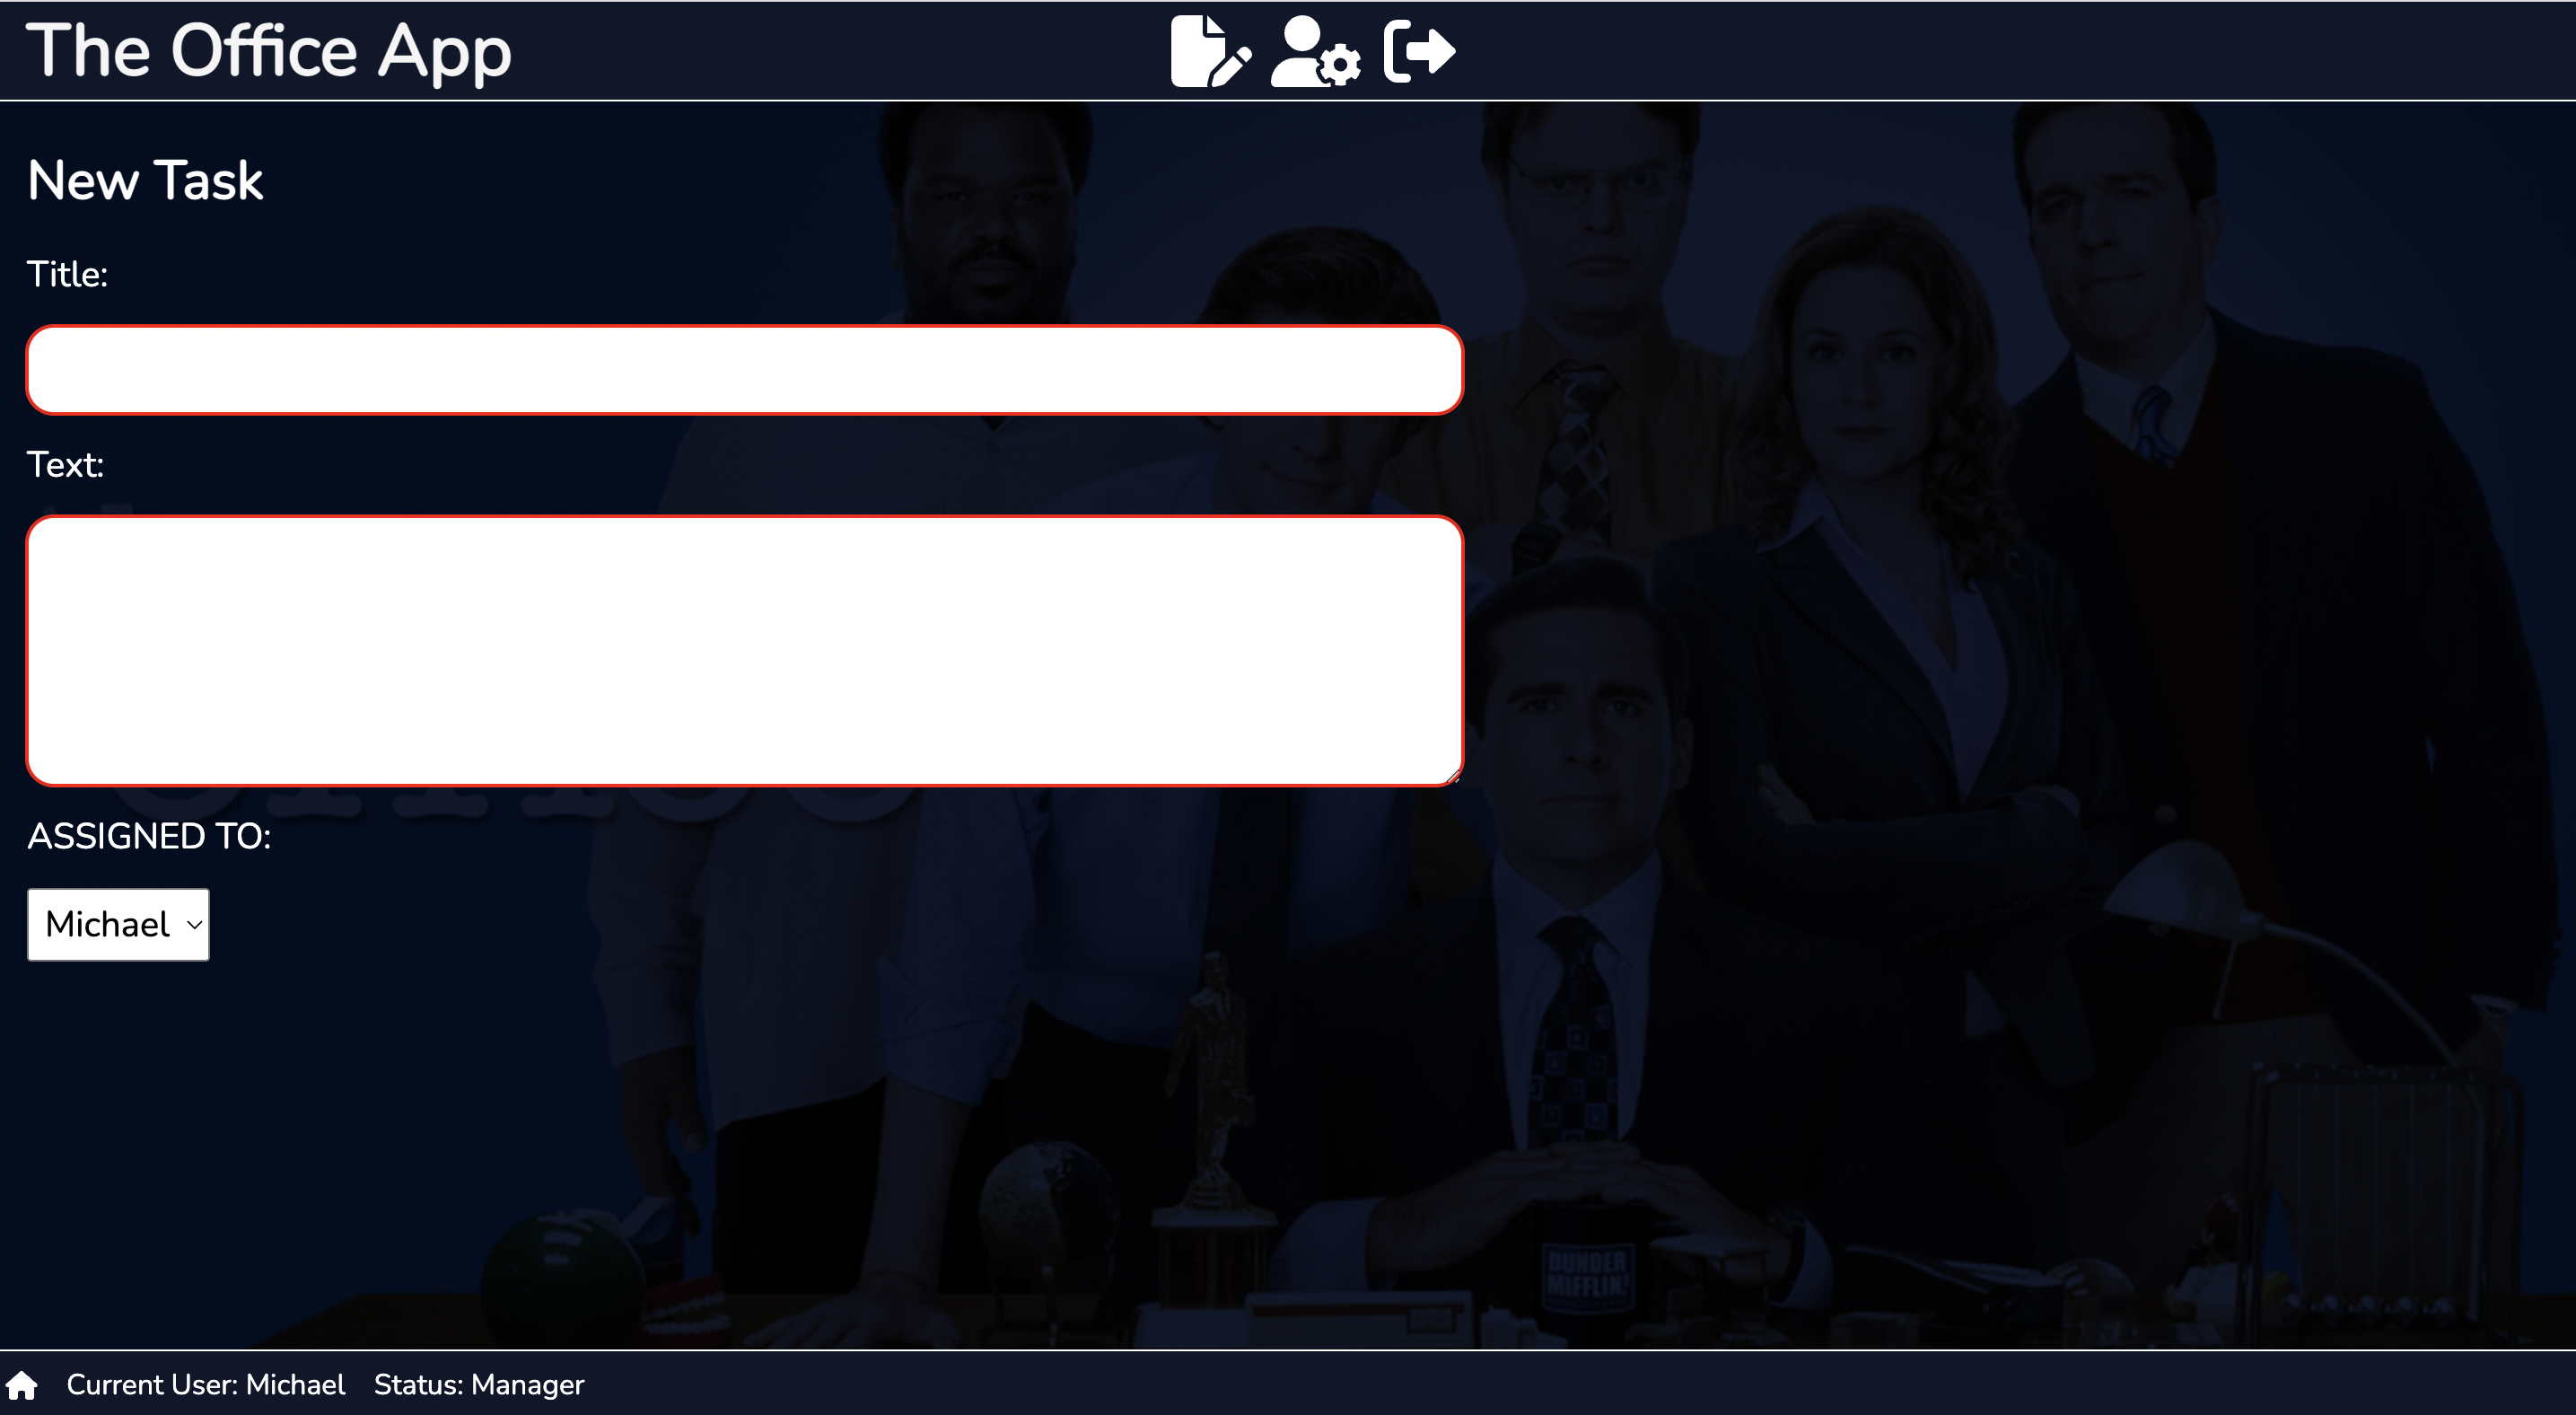 The Office App
New Task
Title:
Text:
ASSIGNED TO:
Michael
DUNDER
MIFFLIN
Current User: Michael Status: Manager